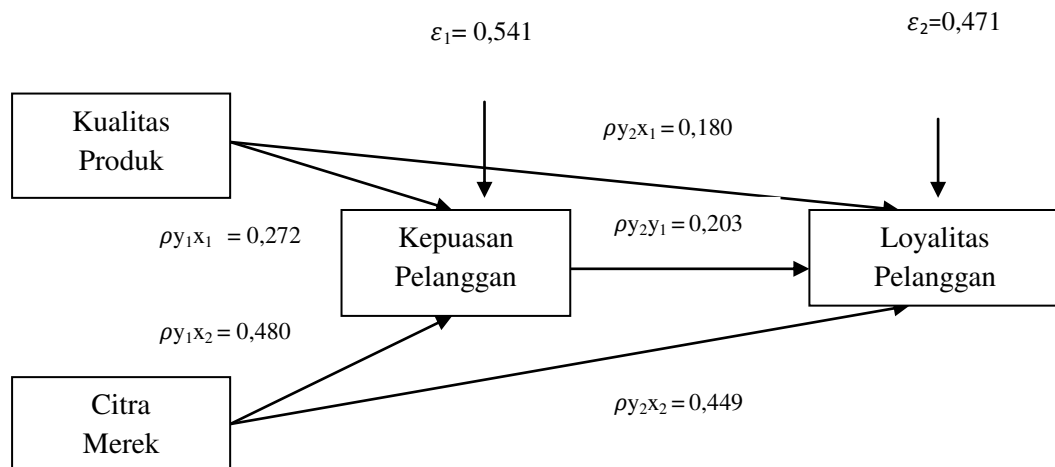 ε₁= 0,541
ε₂=0,471
Kualitas
Produk
ρy₂x₁ = 0,180
ρy₁x₁ = 0,272
Kepuasan
Pelanggan
ρy₂y₁ = 0,203
Loyalitas
Pelanggan
ρy₁x₂ = 0,480
Citra
Merek
ρy₂x₂ = 0,449